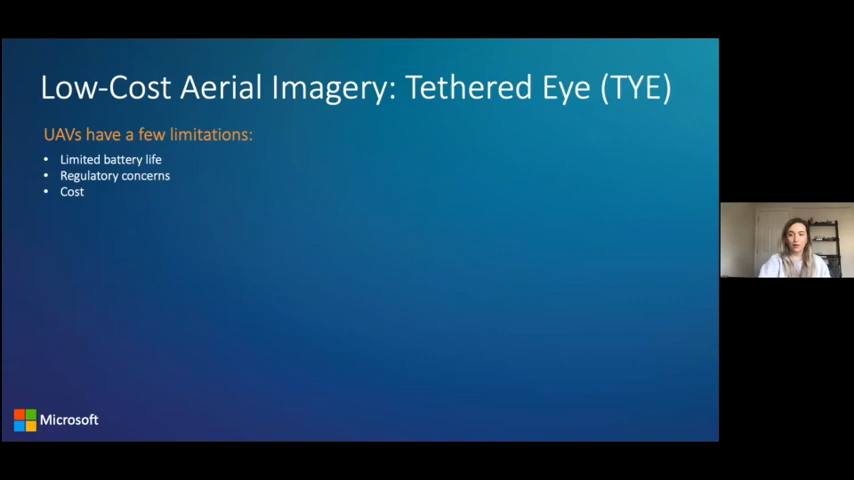 Low-Cost Aerial Imagery: Tethered Eye (TYE)
UAVs have a few limitations:
• Limited battery life
• Regulatory concerns
• Cost
Microsoft